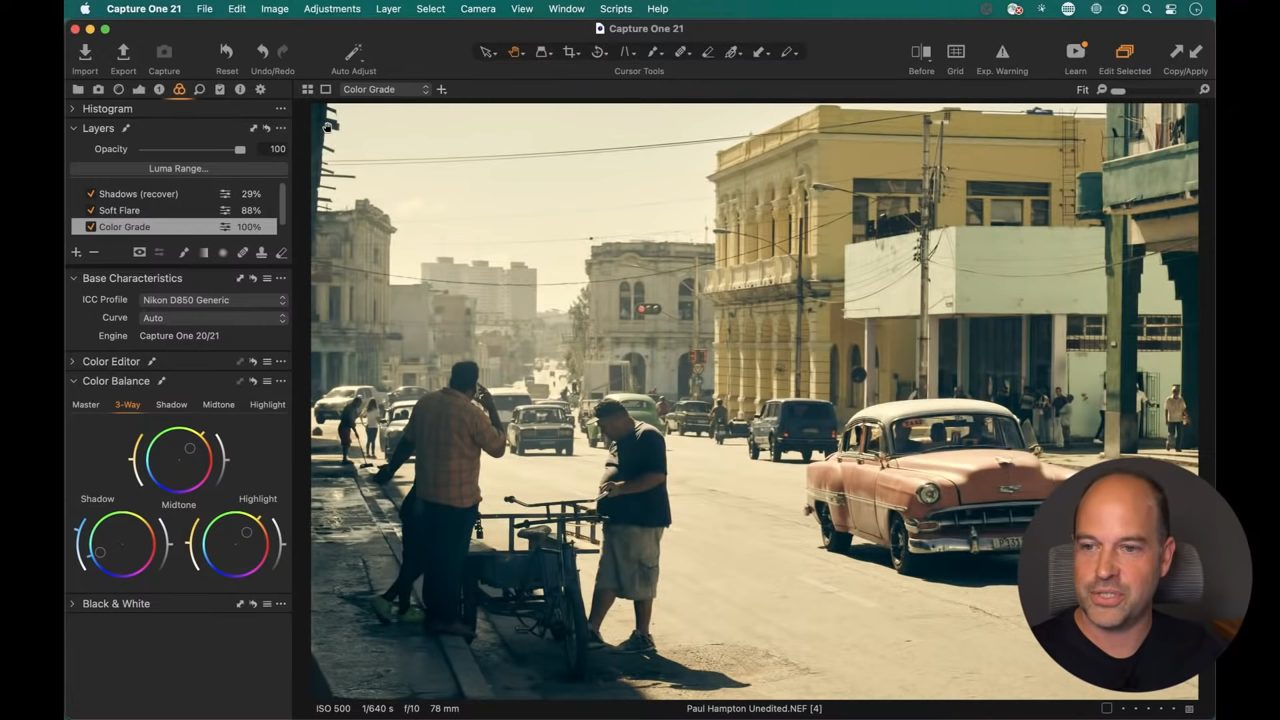 Capture One 21 File Edit Image Adjustments Layer Select Camera View Window Scripts Help
Capture One 21
Import Export Capture Reset Undo/Redo Auto Adjust Cursor Tools Before Grid Exp. Warning Learn Edit Selected Copy/Apply
Color Grade
Fit
Histogram
Layers
Opacity 100
Luma Range...
Shadows (recover) 29%
Soft Flare 88%
Color Grade 100%
Base Characteristics
ICC Profile Nikon D850 Generic
Curve Auto
Engine Capture One 20/21
Color Editor
Color Balance
Master 3-Way Shadow Midtone Highlight
Shadow Highlight
Midtone
Black & White
ISO 500 1/640 s f/10 78 mm Paul Hampton Unedited.NEF [4]